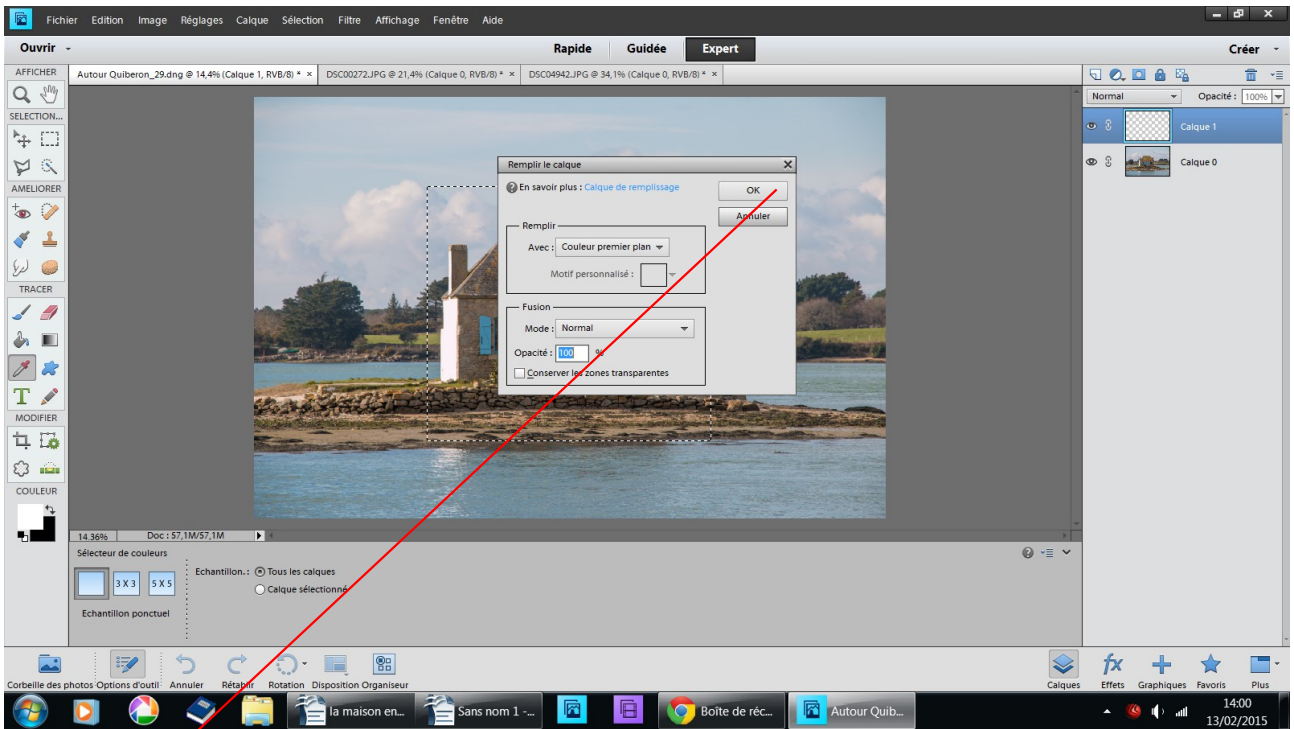 Fichier Edition Image Réglages Calque Sélection Filtre Affichage Fenêtre Aide
Ouvrir
Rapide Guidée Expert
Créer
AFFICHER
Autour Quiberon_29.dng @ 14,4% (Calque 1, RVB/8) * × DSC00272.JPG @ 21,4% (Calque 0, RVB/8) * × DSC04942.JPG @ 34,1% (Calque 0, RVB/8) * ×
SELECTION...
AMELIORER
TRACER
MODIFIER
COULEUR
Normal Opacité : 100%
Calque 1
Calque 0
Remplir le calque
En savoir plus : Calque de remplissage
OK
Annuler
Remplir
Avec : Couleur premier plan
Motif personnalisé :
Fusion
Mode : Normal
Opacité : 100 %
Conserver les zones transparentes
14.36% Doc : 57,1M/57,1M
Sélecteur de couleurs
3 X 3 5 X 5
Echantillon. : Tous les calques
Calque sélectionné
Echantillon ponctuel
Corbeille des photos Options d'outil Annuler Rétablir Rotation Disposition Organiseur
Calques Effets Graphiques Favoris Plus
la maison en... Sans nom 1 -... Boîte de réc... Autour Quib...
14:00
13/02/2015